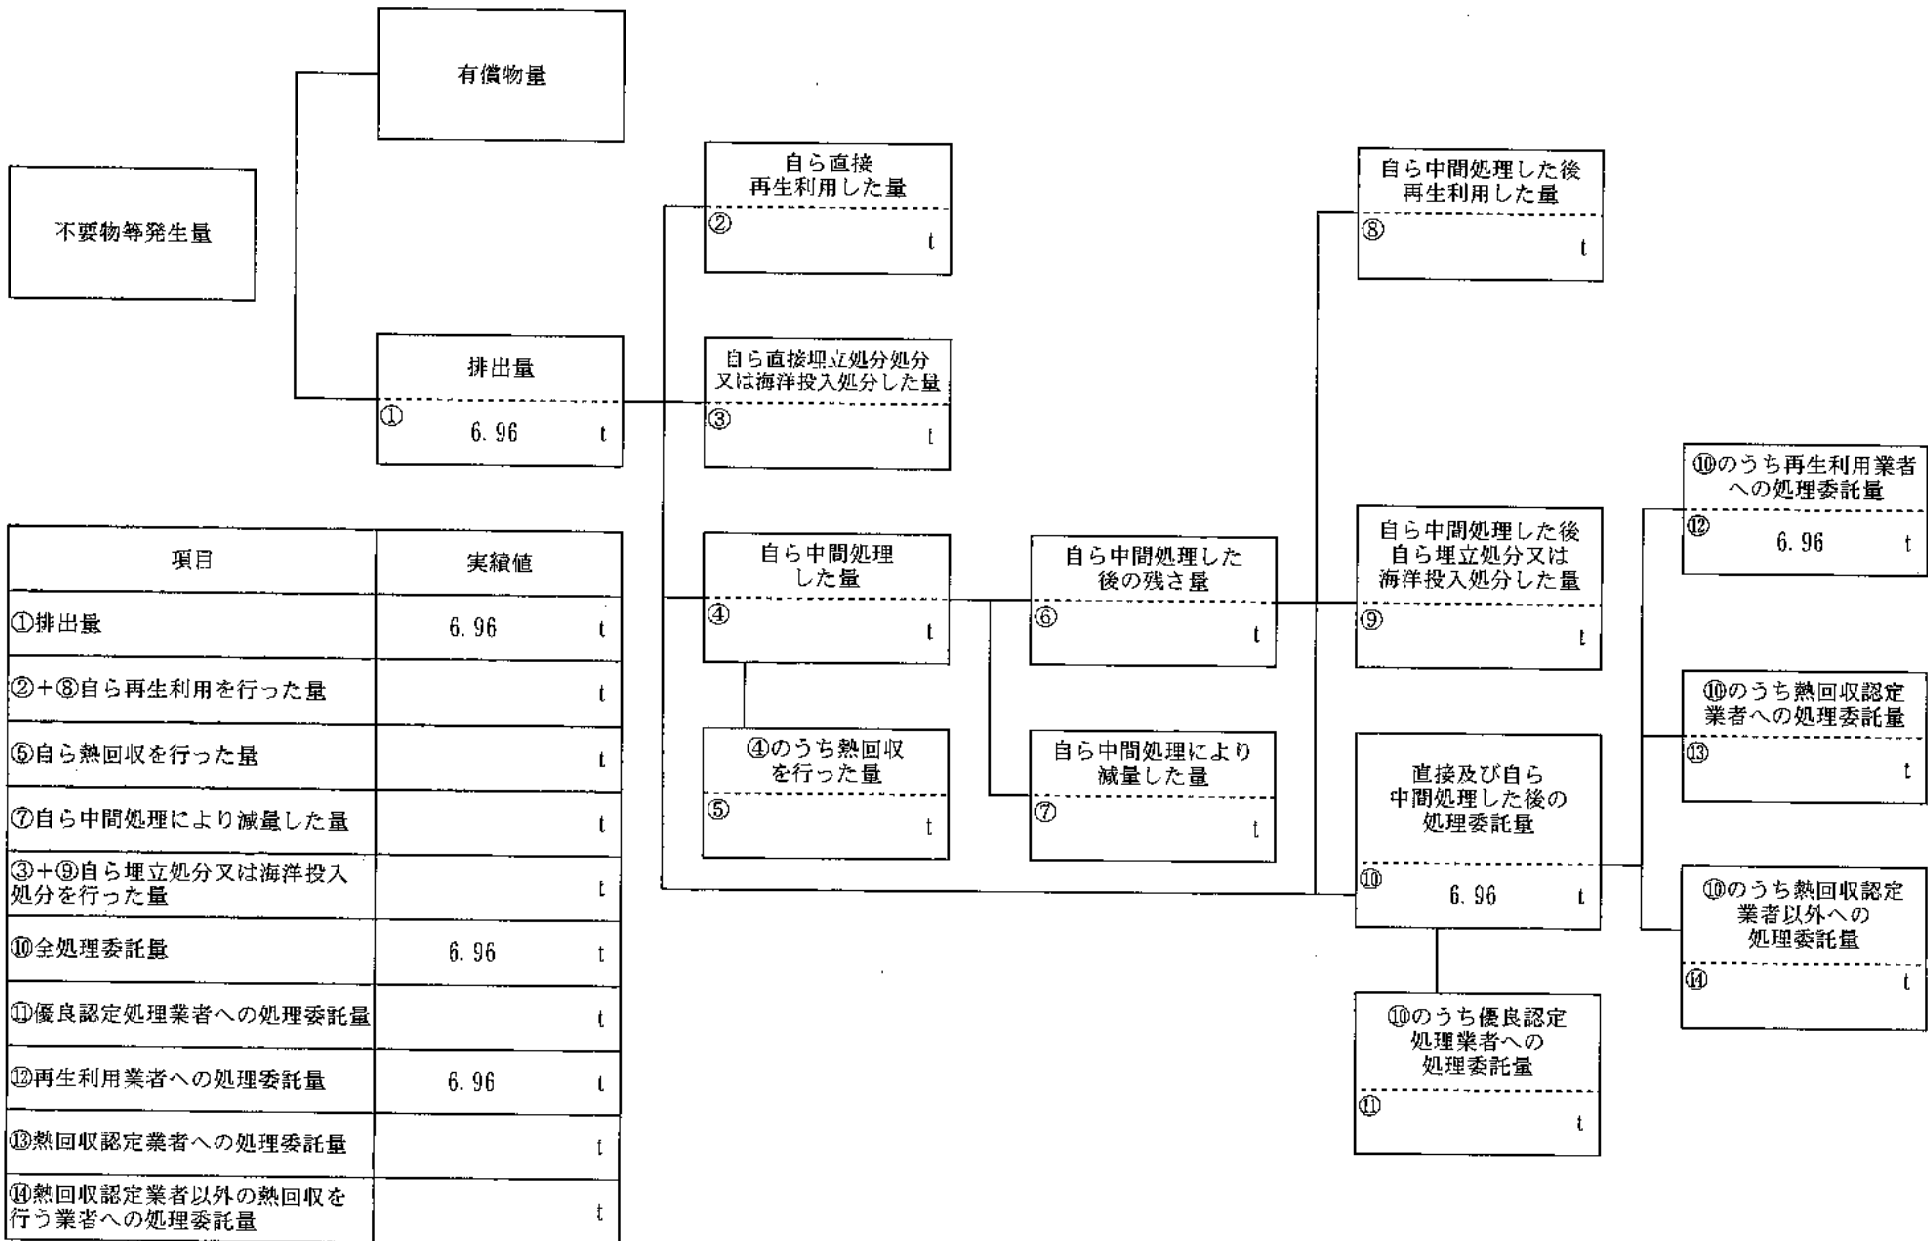 有償物量
不要物等発生量
排出量
① 6.96 t
自ら直接
再生利用した量
② t
自ら直接埋立処分処分
又は海洋投入処分した量
③ t
自ら中間処理
した量
④ t
④のうち熱回収
を行った量
⑤ t
自ら中間処理した
後の残さ量
⑥ t
自ら中間処理により
減量した量
⑦ t
自ら中間処理した後
再生利用した量
⑧ t
自ら中間処理した後
自ら埋立処分又は
海洋投入処分した量
⑨ t
直接及び自ら
中間処理した後の
処理委託量
⑩ 6.96 t
⑩のうち優良認定
処理業者への
処理委託量
⑪ t
⑩のうち再生利用業者
への処理委託量
⑫ 6.96 t
⑩のうち熱回収認定
業者への処理委託量
⑬ t
⑩のうち熱回収認定
業者以外への
処理委託量
⑭ t
項目 実績値
①排出量 6.96 t
②+⑧自ら再生利用を行った量 t
⑤自ら熱回収を行った量 t
⑦自ら中間処理により減量した量 t
③+⑨自ら埋立処分又は海洋投入
処分を行った量 t
⑩全処理委託量 6.96 t
⑪優良認定処理業者への処理委託量 t
⑫再生利用業者への処理委託量 6.96 t
⑬熱回収認定業者への処理委託量 t
⑭熱回収認定業者以外の熱回収を
行う業者への処理委託量 t